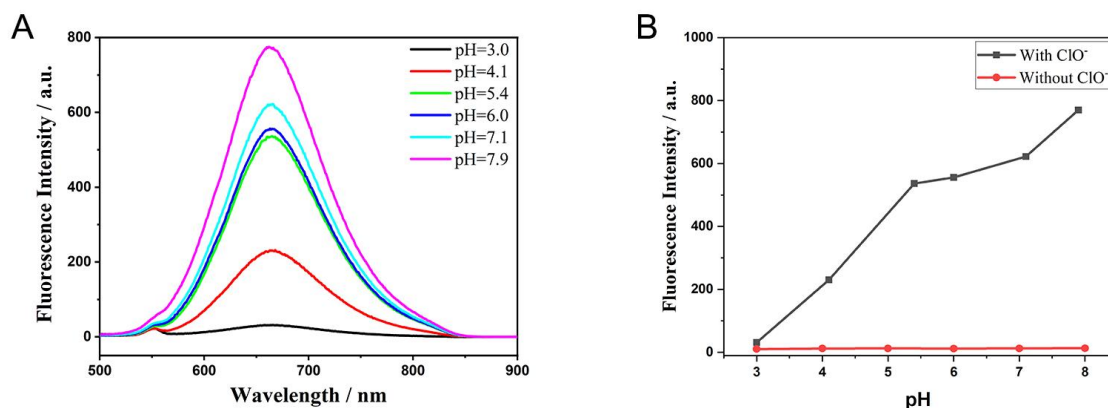 A
Fluorescence Intensity / a.u.
800
600
400
200
0
500
600
700
800
900
Wavelength / nm
pH=3.0
pH=4.1
pH=5.4
pH=6.0
pH=7.1
pH=7.9
B
Fluorescence Intensity / a.u.
1000
800
600
400
200
0
3
4
5
6
7
8
pH
With ClO⁻
Without ClO⁻